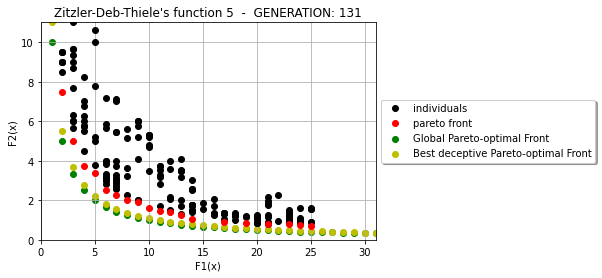 Zitzler-Deb-Thiele's function 5 - GENERATION: 131
F2(x)
10
8
6
4
2
0
0
5
10
15
20
25
30
F1(x)
individuals
pareto front
Global Pareto-optimal Front
Best deceptive Pareto-optimal Front